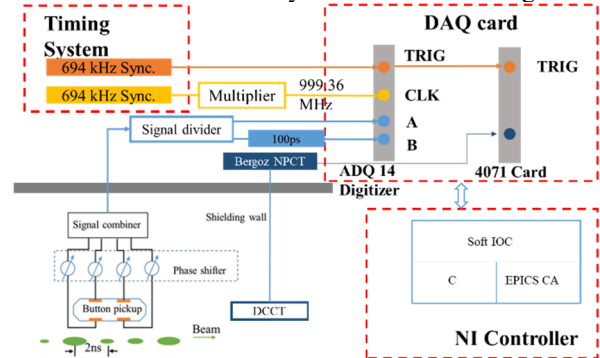 Timing
System
DAQ card
694 kHz Sync.
694 kHz Sync.
Multiplier
999.36
MHz
TRIG
TRIG
CLK
Signal divider
A
100ps
B
Bergoz NPCT
ADQ 14
Digitizer
4071 Card
Signal combiner
Shielding wall
Phase shifter
Button pickup
DCCT
Beam
2ns
Soft IOC
C
EPICS CA
NI Controller